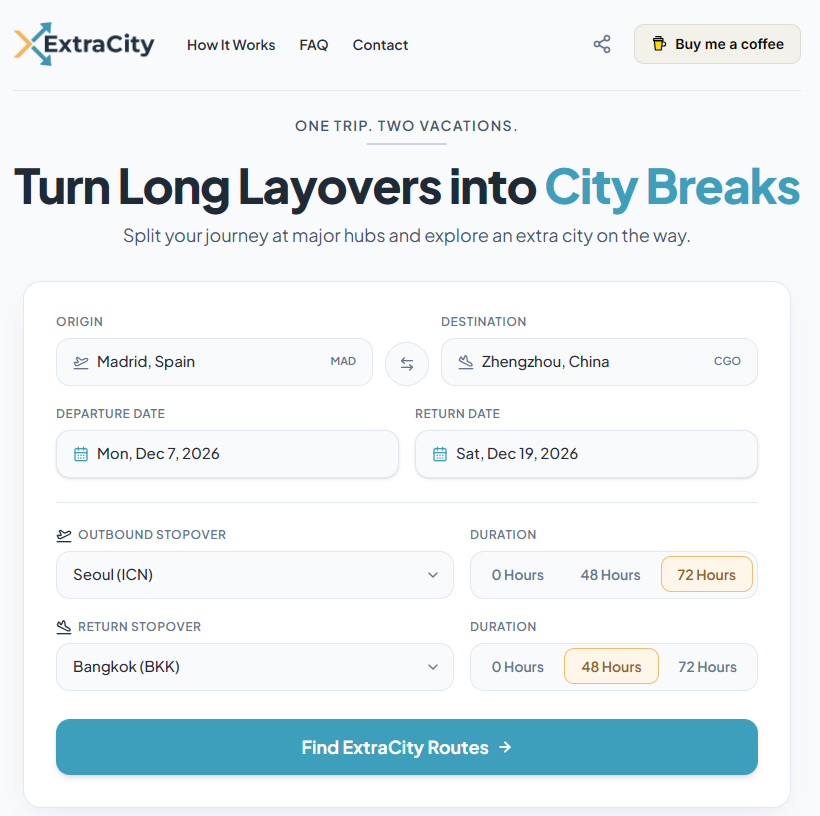 ExtraCity How It Works FAQ Contact Buy me a coffee
ONE TRIP. TWO VACATIONS.
Turn Long Layovers into City Breaks
Split your journey at major hubs and explore an extra city on the way.
ORIGIN DESTINATION
Madrid, Spain MAD Zhengzhou, China CGO
DEPARTURE DATE RETURN DATE
Mon, Dec 7, 2026 Sat, Dec 19, 2026
OUTBOUND STOPOVER DURATION
Seoul (ICN) 0 Hours 48 Hours 72 Hours
RETURN STOPOVER DURATION
Bangkok (BKK) 0 Hours 48 Hours 72 Hours
Find ExtraCity Routes →